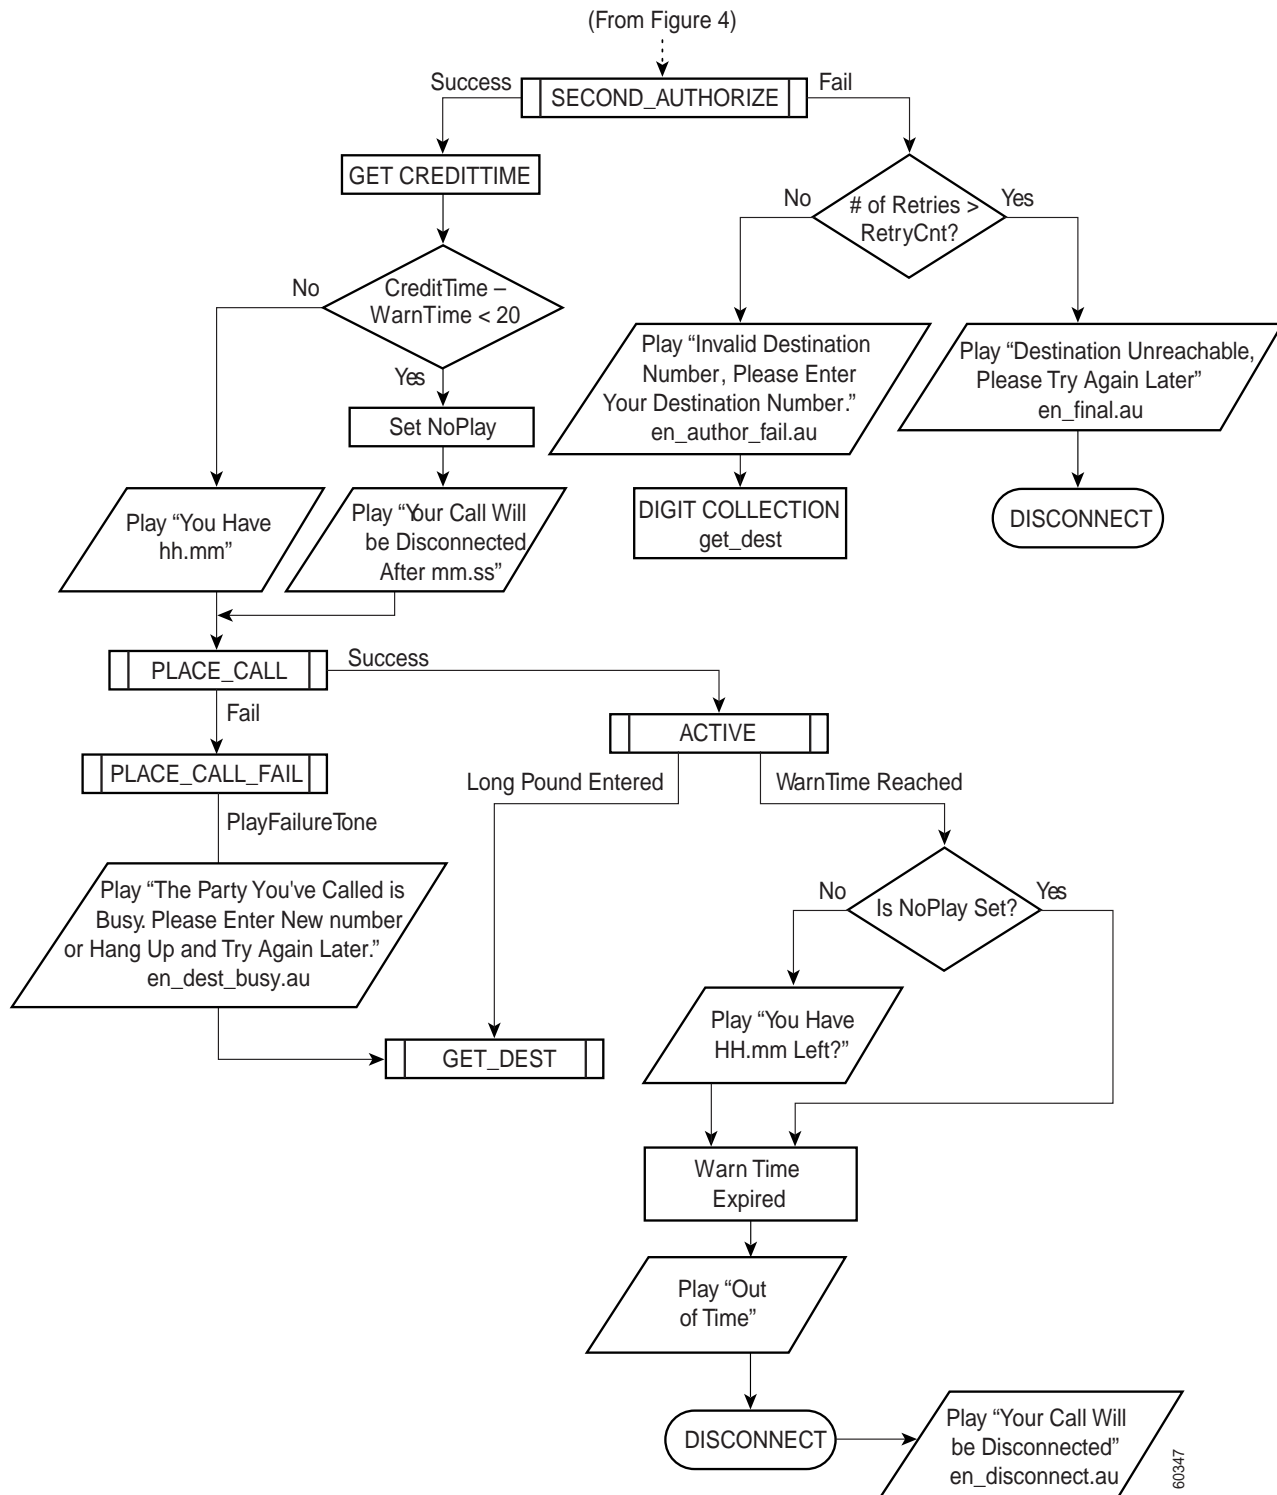 (From Figure 4)
Success
SECOND_AUTHORIZE
Fail
GET CREDITTIME
No
# of Retries >
RetryCnt?
Yes
No
CreditTime –
WarnTime < 20
Yes
Play “Invalid Destination
Number, Please Enter
Your Destination Number.”
en_author_fail.au
Play “Destination Unreachable,
Please Try Again Later”
en_final.au
Set NoPlay
Play “You Have
hh.mm”
Play “Your Call Will
be Disconnected
After mm.ss”
DIGIT COLLECTION
get_dest
DISCONNECT
PLACE_CALL
Success
Fail
ACTIVE
PLACE_CALL_FAIL
Long Pound Entered
WarnTime Reached
PlayFailureTone
Play “The Party You've Called is
Busy. Please Enter New number
or Hang Up and Try Again Later.”
en_dest_busy.au
No
Is NoPlay Set?
Yes
Play “You Have
HH.mm Left?”
GET_DEST
Warn Time
Expired
Play “Out
of Time”
DISCONNECT
Play “Your Call Will
be Disconnected”
en_disconnect.au
60347